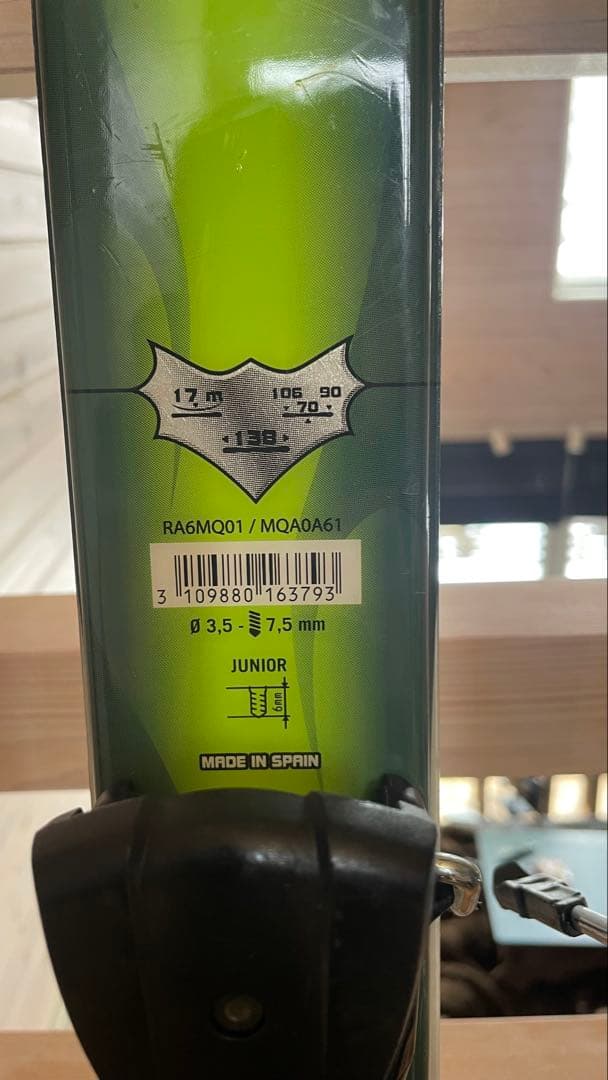 17 m 106 90
70
138
RA6MQ01 / MQA0A61
3 109880 163793
Ø 3,5 - 7,5 mm
JUNIOR
6mm
MADE IN SPAIN